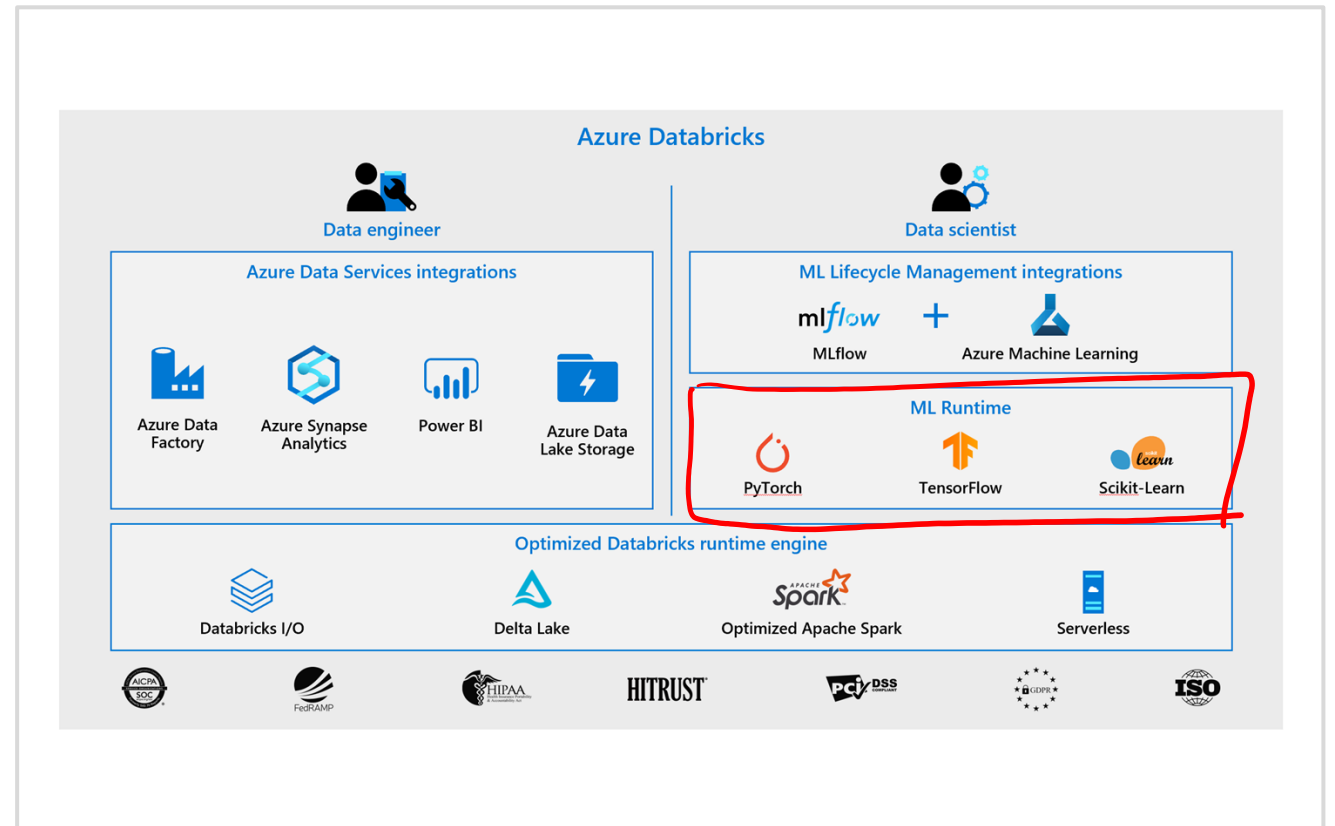 Azure Databricks
Data engineer
Data scientist
Azure Data Services integrations
Azure Data
Factory
Azure Synapse
Analytics
Power BI
Azure Data
Lake Storage
ML Lifecycle Management integrations
mlflow
+
MLflow
Azure Machine Learning
ML Runtime
learn
PyTorch
TensorFlow
Scikit-Learn
Optimized Databricks runtime engine
APACHE
Spark
Databricks I/O
Delta Lake
Optimized Apache Spark
Serverless
AICPA
SOC
FedRAMP
HIPAA
HITRUST
PCI DSS
COMPLIANT
GDPR
ISO